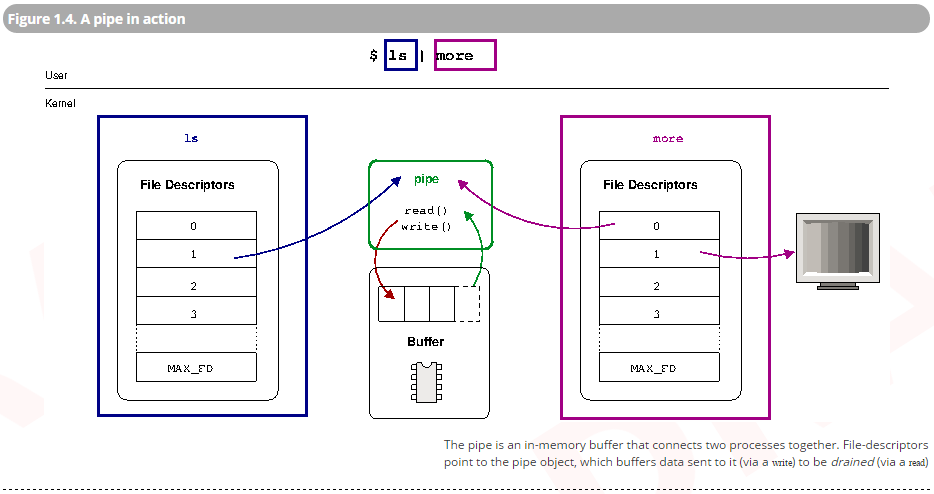 Figure 1.4. A pipe in action
$ ls | more
User
Kernel
ls
File Descriptors
0
1
2
3
MAX_FD
pipe
read()
write()
Buffer
more
File Descriptors
0
1
2
3
MAX_FD
The pipe is an in-memory buffer that connects two processes together. File-descriptors
point to the pipe object, which buffers data sent to it (via a write) to be drained (via a read)